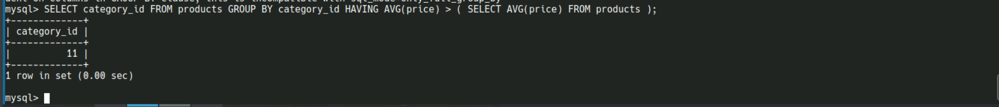 mysql> SELECT category_id FROM products GROUP BY category_id HAVING AVG(price) > ( SELECT AVG(price) FROM products );
+-------------+
| category_id |
+-------------+
|          11 |
+-------------+
1 row in set (0.00 sec)
mysql>